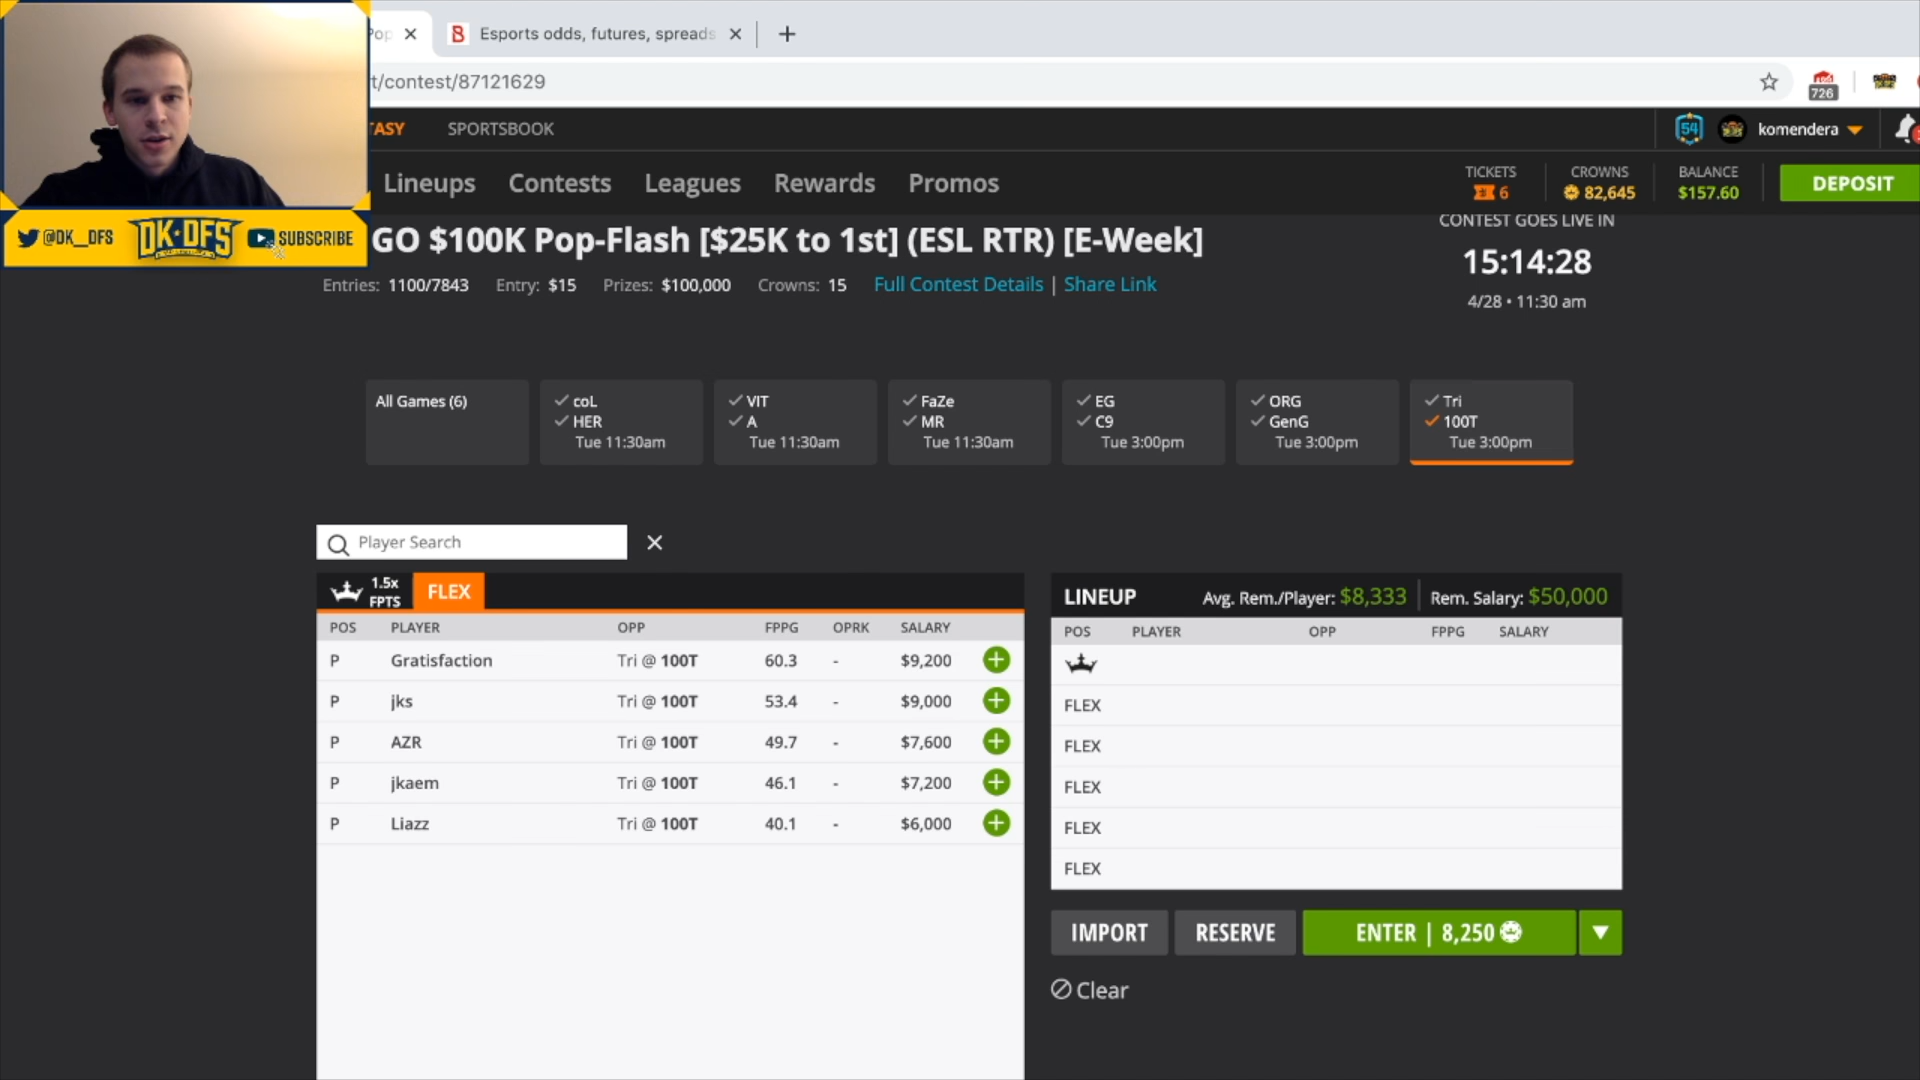 Pop
Esports odds, futures, spreads
t/contest/87121629
726
TASY
SPORTSBOOK
54
komendera
Lineups
Contests
Leagues
Rewards
Promos
TICKETS
6
CROWNS
82,645
BALANCE
$157.60
DEPOSIT
@DK__DFS
DK★DFS
SUBSCRIBE
GO $100K Pop-Flash [$25K to 1st] (ESL RTR) [E-Week]
Entries: 1100/7843 Entry: $15 Prizes: $100,000 Crowns: 15 Full Contest Details | Share Link
CONTEST GOES LIVE IN
15:14:28
4/28 • 11:30 am
All Games (6)
coL
HER
Tue 11:30am
VIT
A
Tue 11:30am
FaZe
MR
Tue 11:30am
EG
C9
Tue 3:00pm
ORG
GenG
Tue 3:00pm
Tri
100T
Tue 3:00pm
Player Search
1.5x
FPTS
FLEX
POS PLAYER OPP FPPG OPRK SALARY
P Gratisfaction Tri @ 100T 60.3 - $9,200
P jks Tri @ 100T 53.4 - $9,000
P AZR Tri @ 100T 49.7 - $7,600
P jkaem Tri @ 100T 46.1 - $7,200
P Liazz Tri @ 100T 40.1 - $6,000
LINEUP Avg. Rem./Player: $8,333 Rem. Salary: $50,000
POS PLAYER OPP FPPG SALARY
FLEX
FLEX
FLEX
FLEX
FLEX
IMPORT
RESERVE
ENTER | 8,250
Clear